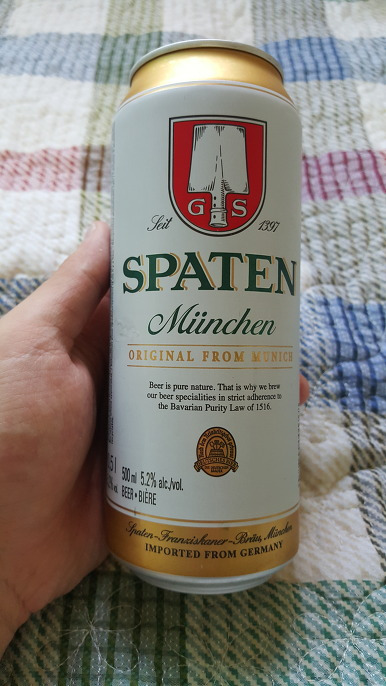 G S
Seit 1397
SPATEN
München
ORIGINAL FROM MUNICH
Beer is pure nature. That is why we brew
our beer specialities in strict adherence to
the Bavarian Purity Law of 1516.
500 ml 5.2% alc./vol.
BEER • BIÈRE
Spaten-Franziskaner-Bräu, München
IMPORTED FROM GERMANY